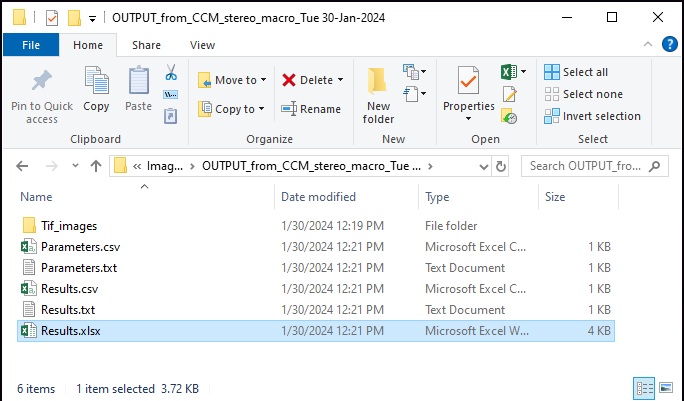 OUTPUT_from_CCM_stereo_macro_Tue 30-Jan-2024
File Home Share View
Pin to Quick access
Copy
Paste
Clipboard
Move to
Copy to
Delete
Rename
Organize
New folder
New
Properties
Open
Select all
Select none
Invert selection
Select
« Imag... > OUTPUT_from_CCM_stereo_macro_Tue ... >
Search OUTPUT_fro...
Name Date modified Type Size
Tif_images 1/30/2024 12:19 PM File folder
Parameters.csv 1/30/2024 12:21 PM Microsoft Excel C... 1 KB
Parameters.txt 1/30/2024 12:21 PM Text Document 1 KB
Results.csv 1/30/2024 12:21 PM Microsoft Excel C... 1 KB
Results.txt 1/30/2024 12:21 PM Text Document 1 KB
Results.xlsx 1/30/2024 12:21 PM Microsoft Excel W... 4 KB
6 items 1 item selected 3.72 KB